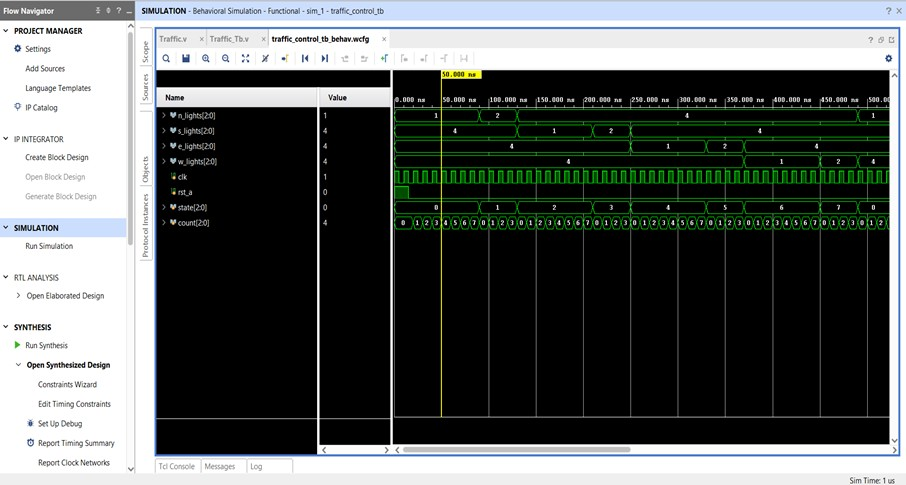 Flow Navigator
PROJECT MANAGER
Settings
Add Sources
Language Templates
IP Catalog
IP INTEGRATOR
Create Block Design
Open Block Design
Generate Block Design
SIMULATION
Run Simulation
RTL ANALYSIS
Open Elaborated Design
SYNTHESIS
Run Synthesis
Open Synthesized Design
Constraints Wizard
Edit Timing Constraints
Set Up Debug
Report Timing Summary
Report Clock Networks
SIMULATION - Behavioral Simulation - Functional - sim_1 - traffic_control_tb
Scope
Sources
Objects
Protocol Instances
Traffic.v × Traffic_Tb.v × traffic_control_tb_behav.wcfg ×
50.000 ns
Name Value
0.000 ns 50.000 ns 100.000 ns 150.000 ns 200.000 ns 250.000 ns 300.000 ns 350.000 ns 400.000 ns 450.000 ns 500.0
n_lights[2:0] 1 1 2 4 1
s_lights[2:0] 4 4 1 2 4
e_lights[2:0] 4 4 1 2 4
w_lights[2:0] 4 4 1 2 4
clk 1
rst_a 0
state[2:0] 0 0 1 2 3 4 5 6 7 0
count[2:0] 4 0 1 2 3 4 5 6 7 0 1 2 3 0 1 2 3 4 5 6 7 0 1 2 3 0 1 2 3 4 5 6 7 0 1 2 3 0 1 2 3 4 5 6 7 0 1 2 3 0 1 2
Tcl Console Messages Log
Sim Time: 1 us